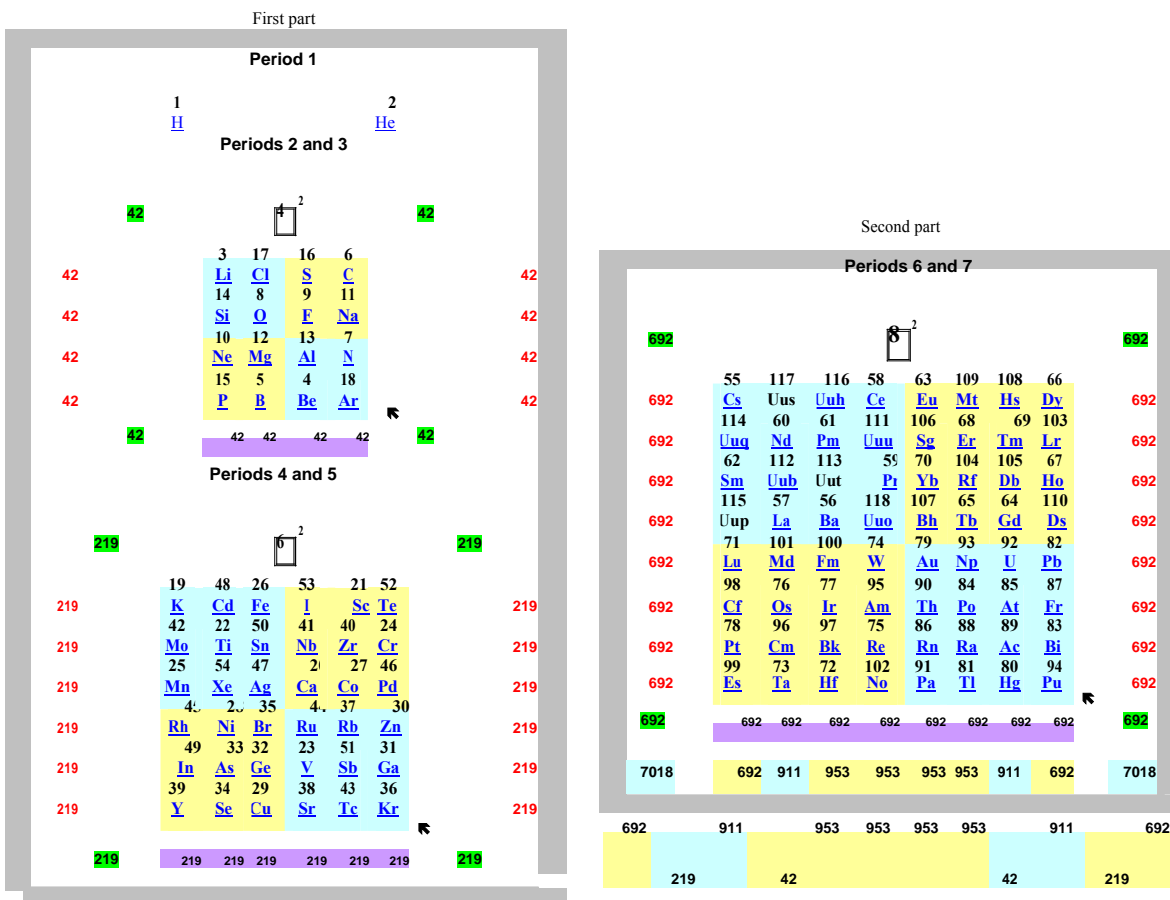 First part
Period 1
1 2
H He
Periods 2 and 3
42 4 2 42
3 17 16 6
42 Li Cl S C 42
14 8 9 11
42 Si O F Na 42
10 12 13 7
42 Ne Mg Al N 42
15 5 4 18
42 P B Be Ar 42
42 42 42 42 42 42
Periods 4 and 5
219 6 2 219
19 48 26 53 21 52
219 K Cd Fe I Sc Te 219
42 22 50 41 40 24
219 Mo Ti Sn Nb Zr Cr 219
25 54 47 27 46
219 Mn Xe Ag Ca Co Pd 219
35 37 30
219 Rh Ni Br Ru Rb Zn 219
49 33 32 23 51 31
219 In As Ge V Sb Ga 219
39 34 29 38 43 36
219 Y Se Cu Sr Tc Kr 219
219 219 219 219 219 219 219 219
Second part
Periods 6 and 7
692 8 2 692
55 117 116 58 63 109 108 66
692 Cs Uus Uuh Ce Eu Mt Hs Dy 692
114 60 61 111 106 68 69 103
692 Uuq Nd Pm Uuu Sg Er Tm Lr 692
62 112 113 59 70 104 105 67
692 Sm Uub Uut Pr Yb Rf Db Ho 692
115 57 56 118 107 65 64 110
692 Uup La Ba Uuo Bh Tb Gd Ds 692
71 101 100 74 79 93 92 82
692 Lu Md Fm W Au Np U Pb 692
98 76 77 95 90 84 85 87
692 Cf Os Ir Am Th Po At Fr 692
78 96 97 75 86 88 89 83
692 Pt Cm Bk Re Rn Ra Ac Bi 692
99 73 72 102 91 81 80 94
692 Es Ta Hf No Pa Tl Hg Pu 692
692 692 692 692 692 692 692 692 692 692
7018 692 911 953 953 953 953 911 692 7018
692 911 953 953 953 953 911 692
219 42 42 219